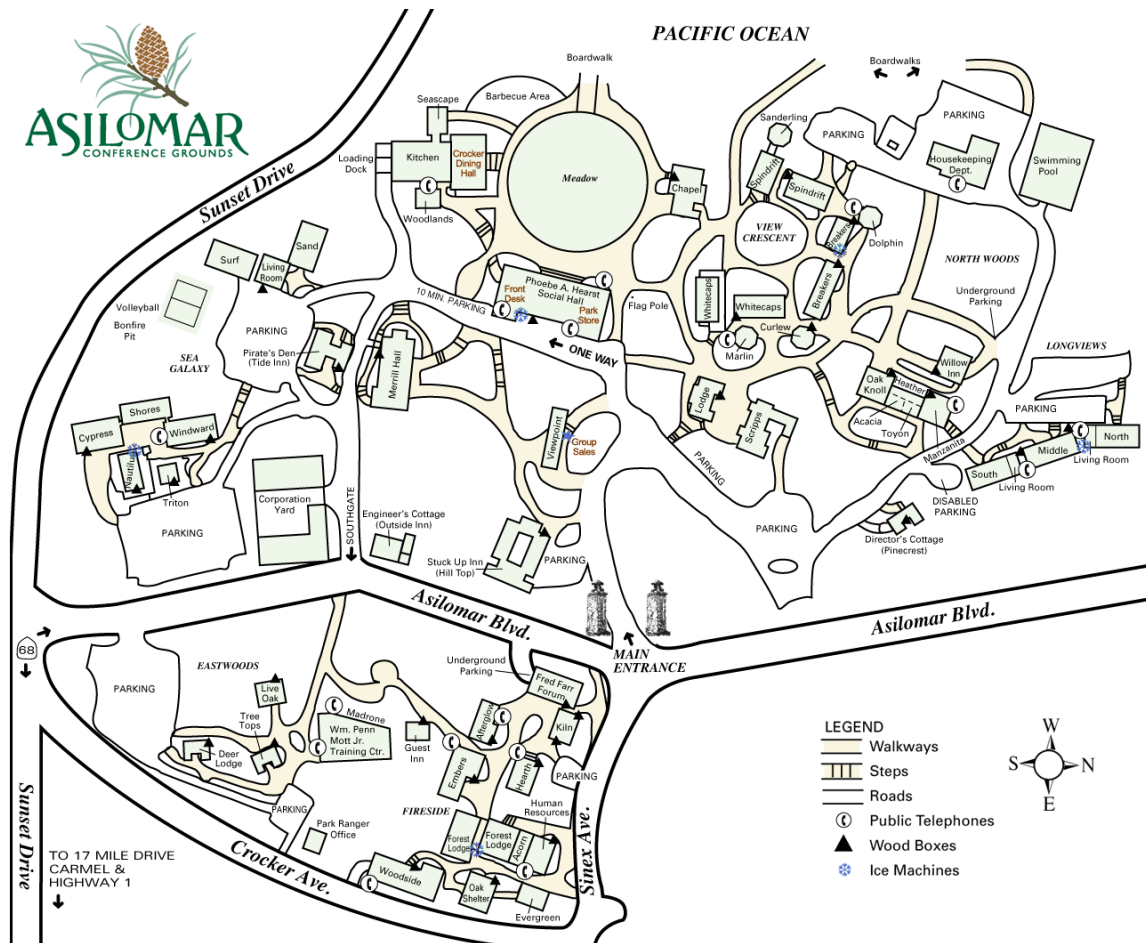 ASILOMAR
CONFERENCE GROUNDS
PACIFIC OCEAN
Boardwalk
Boardwalks
Seascape
Barbecue Area
Sanderling
PARKING
PARKING
Loading
Dock
Kitchen
Crocker
Dining
Hall
Meadow
Chapel
Spindrift
Spindrift
Housekeeping
Dept.
Swimming
Pool
Woodlands
Sunset Drive
VIEW
CRESCENT
Breakers
Dolphin
Sand
Surf
Living
Room
NORTH WOODS
Underground
Parking
Volleyball
Bonfire
Pit
PARKING
10 MIN. PARKING
Front
Desk
Phoebe A. Hearst
Social Hall
Park
Store
Flag Pole
Whitecaps
Whitecaps
Breakers
Marlin
Curlew
ONE WAY
SEA
GALAXY
Pirate's Den
(Tide Inn)
Merrill Hall
LONGVIEWS
Willow
Inn
Oak
Knoll
Heather
Acacia
Toyon
PARKING
Lodge
Scripps
Manzanita
North
Middle
South
Living Room
Living Room
Shores
Cypress
Windward
Nautilus
Triton
Viewpoint
Group
Sales
PARKING
DISABLED
PARKING
Corporation
Yard
PARKING
SOUTHGATE
Engineer's Cottage
(Outside Inn)
Stuck Up Inn
(Hill Top)
PARKING
PARKING
Director's Cottage
(Pinecrest)
Asilomar Blvd.
Asilomar Blvd.
MAIN
ENTRANCE
68
EASTWOODS
PARKING
Underground
Parking
Fred Farr
Forum
Live
Oak
Madrone
Tree
Tops
Wm. Penn
Mott Jr.
Training Ctr.
Guest
Inn
Afterglow
Kiln
Deer
Lodge
Embers
Hearth
PARKING
PARKING
FIRESIDE
Human
Resources
Park Ranger
Office
Forest
Lodge
Forest
Lodge
Acorn
Sinex Ave.
Woodside
Oak
Shelter
Evergreen
Crocker Ave.
Sunset Drive
TO 17 MILE DRIVE
CARMEL &
HIGHWAY 1
LEGEND
Walkways
Steps
Roads
Public Telephones
Wood Boxes
Ice Machines
W
S
N
E